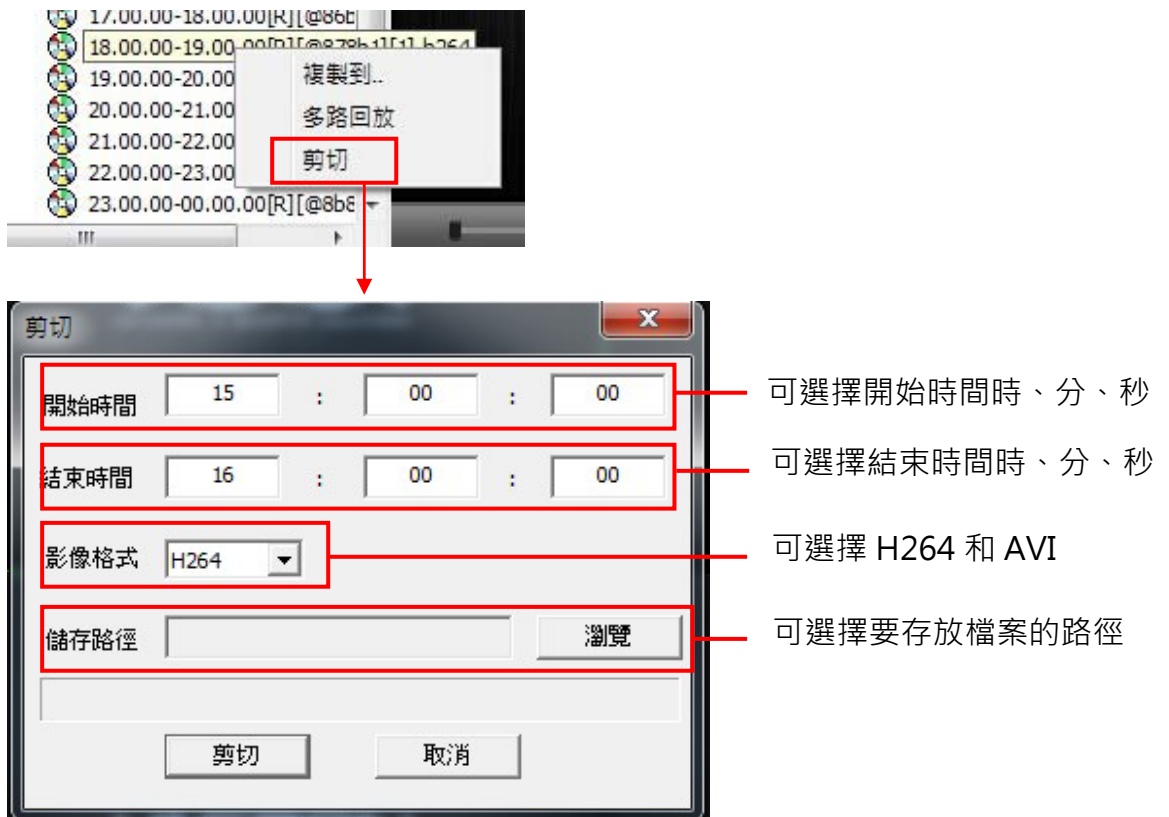 17.00.00-18.00.00[R][@86b
18.00.00-19.00.00[R][@878b1][1].h264
19.00.00-20.00
20.00.00-21.00
21.00.00-22.00
22.00.00-23.00
23.00.00-00.00.00[R][@8b8
複製到..
多路回放
剪切
剪切
開始時間 15 : 00 : 00
可選擇開始時間時、分、秒
結束時間 16 : 00 : 00
可選擇結束時間時、分、秒
影像格式 H264
可選擇 H264 和 AVI
儲存路徑 瀏覽
可選擇要存放檔案的路徑
剪切 取消